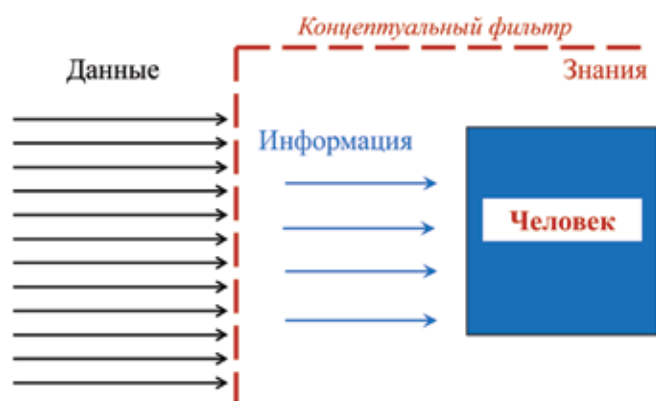 Концептуальный фильтр
Данные
Знания
Информация
Человек